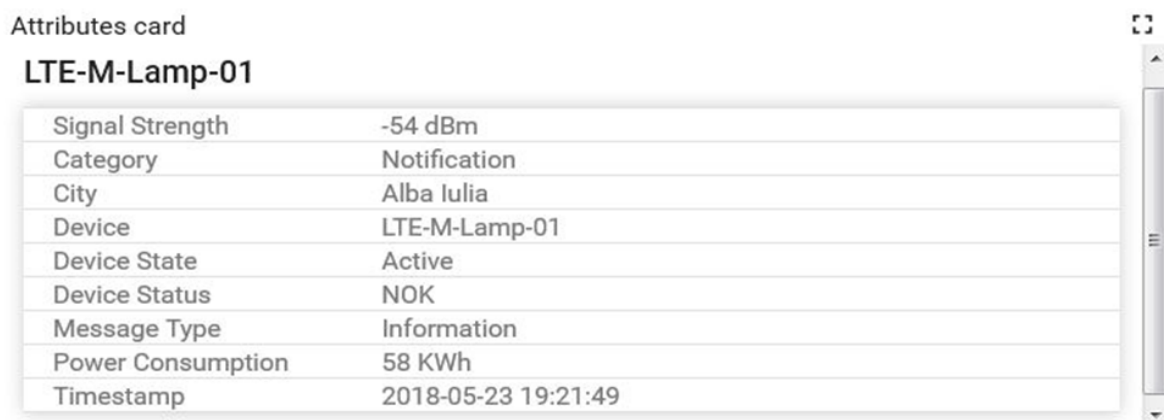 Attributes card
LTE-M-Lamp-01
Signal Strength -54 dBm
Category Notification
City Alba Iulia
Device LTE-M-Lamp-01
Device State Active
Device Status NOK
Message Type Information
Power Consumption 58 KWh
Timestamp 2018-05-23 19:21:49